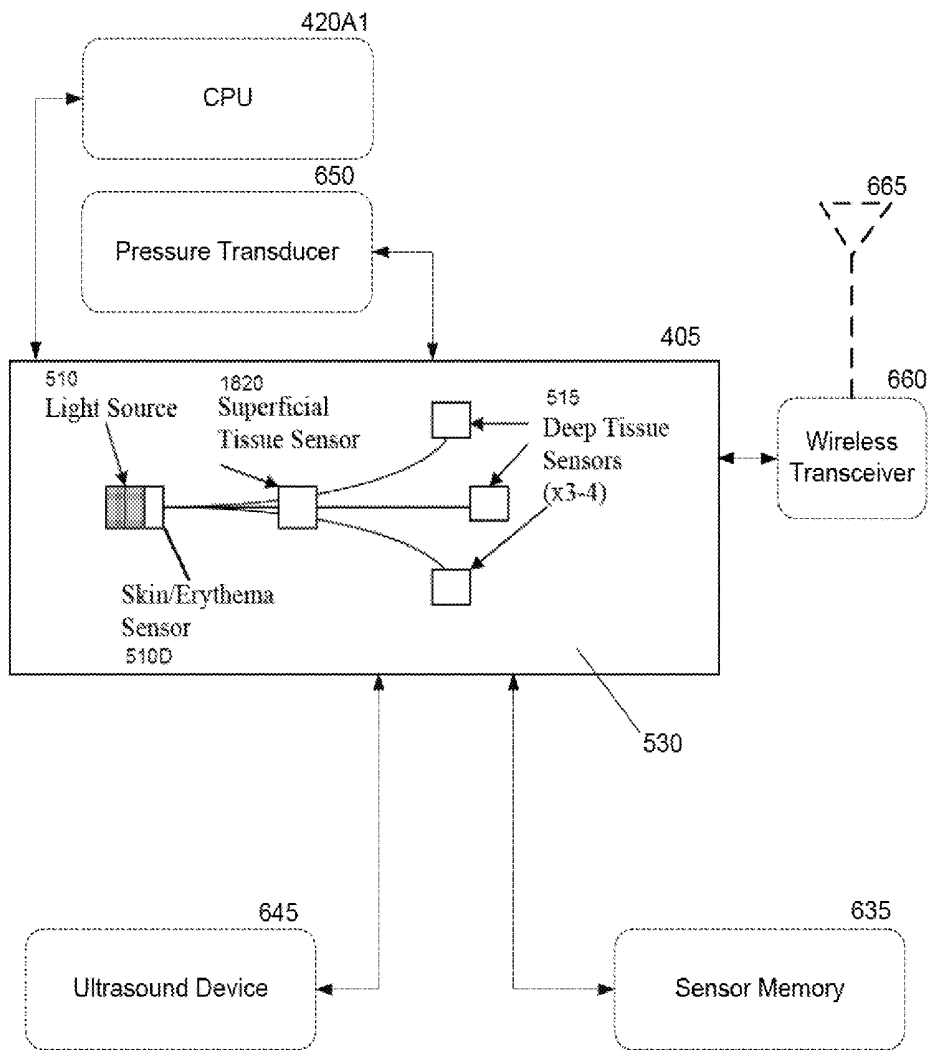 420A1
CPU
650
Pressure Transducer
665
405
660
Wireless
Transceiver
510
Light Source
1820
Superficial
Tissue Sensor
515
Deep Tissue
Sensors
(x3-4)
Skin/Erythema
Sensor
510D
530
645
Ultrasound Device
635
Sensor Memory